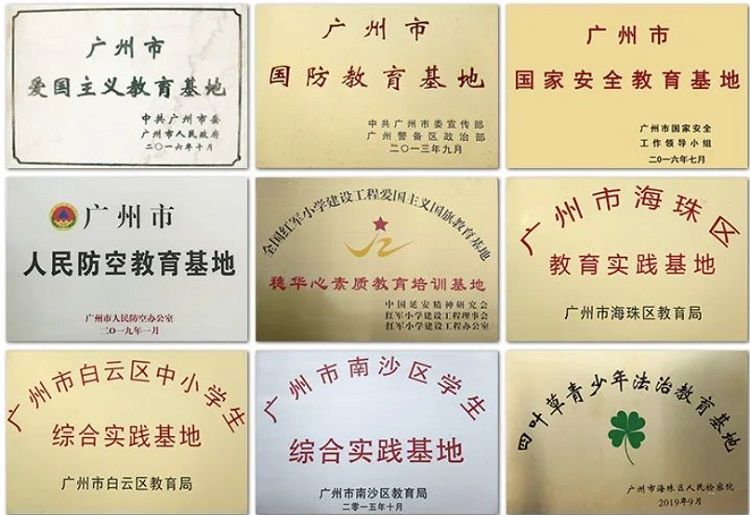 广州市
爱国主义教育基地
中共广州市委
广州市人民政府
二〇一六年十月
广州市
国防教育基地
中共广州市委宣传部
广州警备区政治部
二〇一三年九月
广州市
国家安全教育基地
广州市国家安全
工作领导小组
二〇一六年七月
广州市
人民防空教育基地
广州市人民防空办公室
二〇一九年一月
全国红军小学建设工程爱国主义国旗教育基地
穗华心素质教育培训基地
中国延安精神研究会
红军小学建设工程理事会
红军小学建设工程办公室
广州市海珠区
教育实践基地
广州市海珠区教育局
广州市白云区中小学生
综合实践基地
广州市白云区教育局
广州市南沙区学生
综合实践基地
广州市南沙区教育局
二零一五年十月
四叶草青少年法治教育基地
广州市海珠区人民检察院
2019年9月